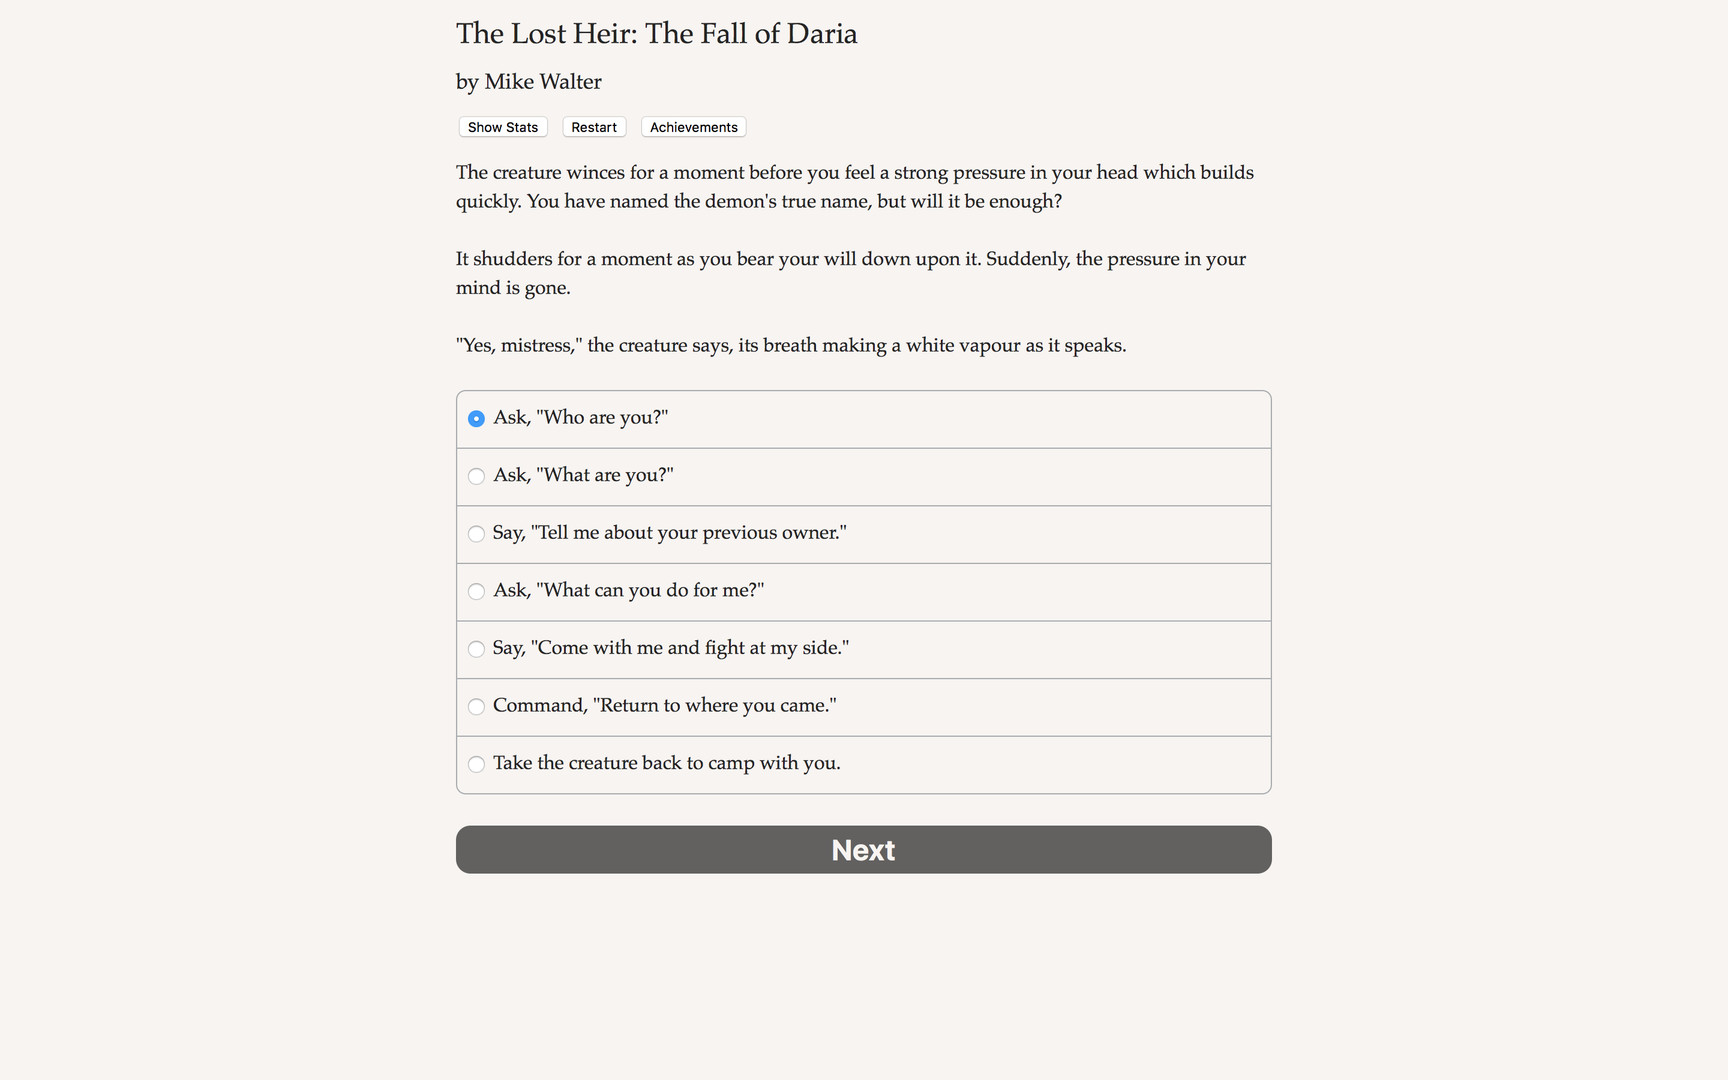 The Lost Heir: The Fall of Daria
by Mike Walter
Show Stats Restart Achievements
The creature winces for a moment before you feel a strong pressure in your head which builds
quickly. You have named the demon's true name, but will it be enough?
It shudders for a moment as you bear your will down upon it. Suddenly, the pressure in your
mind is gone.
"Yes, mistress," the creature says, its breath making a white vapour as it speaks.
Ask, "Who are you?"
Ask, "What are you?"
Say, "Tell me about your previous owner."
Ask, "What can you do for me?"
Say, "Come with me and fight at my side."
Command, "Return to where you came."
Take the creature back to camp with you.
Next